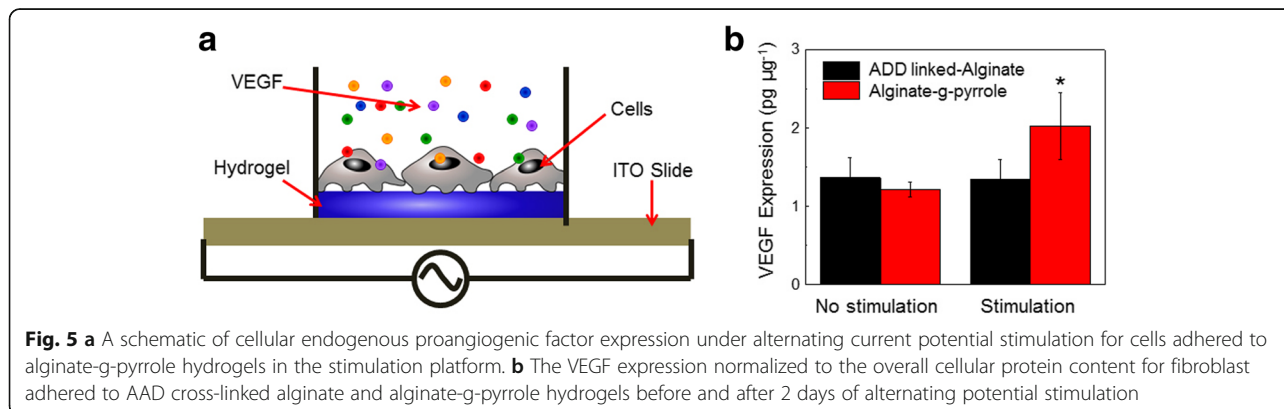 a
VEGF
Cells
Hydrogel
ITO Slide
b
VEGF Expression (pg µg⁻¹)
3
2
1
0
ADD linked-Alginate
Alginate-g-pyrrole
*
No stimulation
Stimulation
Fig. 5 a A schematic of cellular endogenous proangiogenic factor expression under alternating current potential stimulation for cells adhered to
alginate-g-pyrrole hydrogels in the stimulation platform. b The VEGF expression normalized to the overall cellular protein content for fibroblast
adhered to AAD cross-linked alginate and alginate-g-pyrrole hydrogels before and after 2 days of alternating potential stimulation